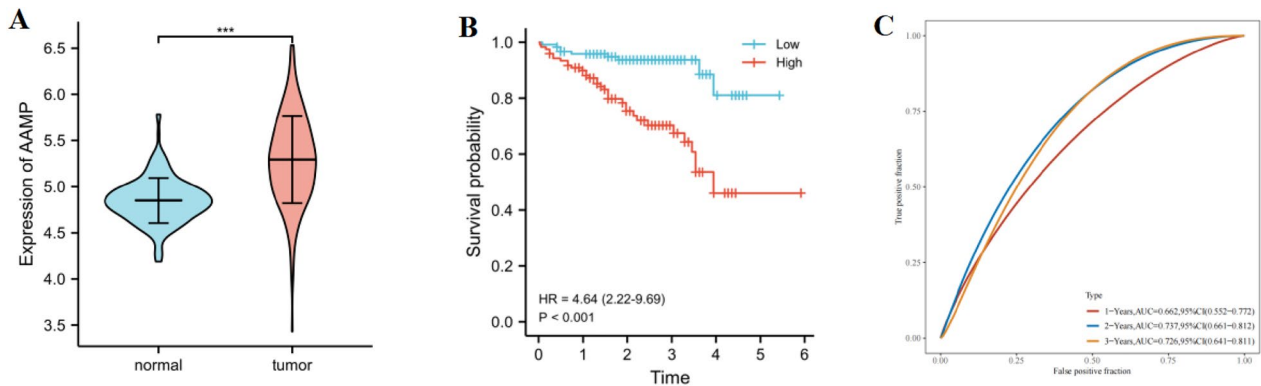 A
***
Expression of AAMP
6.5
6.0
5.5
5.0
4.5
4.0
3.5
normal
tumor
B
Low
High
Survival probability
1.0
0.8
0.6
0.4
0.2
0.0
HR = 4.64 (2.22-9.69)
P < 0.001
0 1 2 3 4 5 6
Time
C
True positive fraction
1.00
0.75
0.50
0.25
0.00
Type
1−Years,AUC=0.662,95%CI(0.552−0.772)
2−Years,AUC=0.737,95%CI(0.661−0.812)
3−Years,AUC=0.726,95%CI(0.641−0.811)
0.00 0.25 0.50 0.75 1.00
False positive fraction